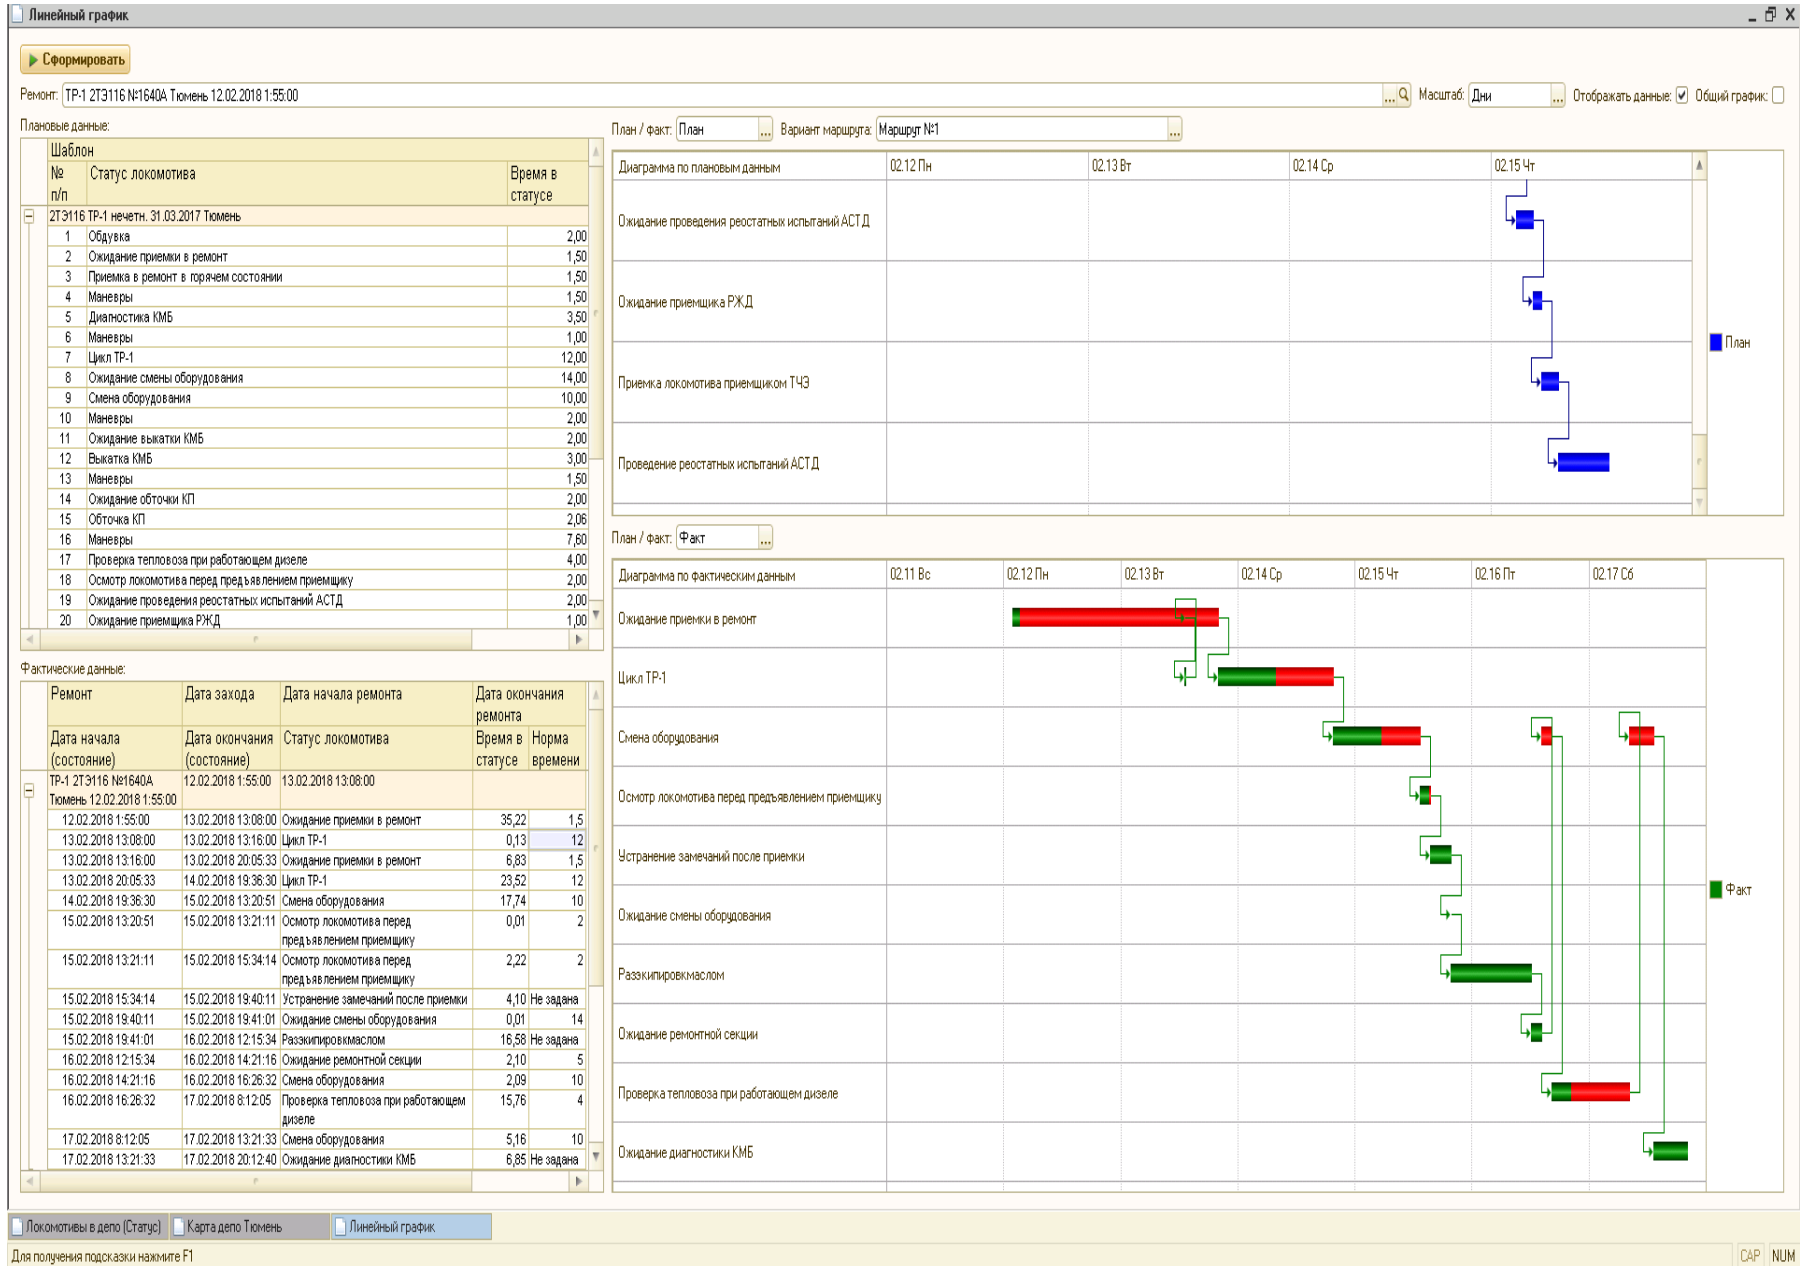 Линейный график
Сформировать
Ремонт: ТР-1 2ТЭ116 №1640А Тюмень 12.02.2018 1:55:00 ... Масштаб: Дни ... Отображать данные: Общий график:
Плановые данные:
Шаблон
№ п/п Статус локомотива Время в статусе
2ТЭ116 ТР-1 нечетн. 31.03.2017 Тюмень
1 Обдувка 2,00
2 Ожидание приемки в ремонт 1,50
3 Приемка в ремонт в горячем состоянии 1,50
4 Маневры 1,50
5 Диагностика КМБ 3,50
6 Маневры 1,00
7 Цикл ТР-1 12,00
8 Ожидание смены оборудования 14,00
9 Смена оборудования 10,00
10 Маневры 2,00
11 Ожидание выкатки КМБ 2,00
12 Выкатка КМБ 3,00
13 Маневры 1,50
14 Ожидание обточки КП 2,00
15 Обточка КП 2,06
16 Маневры 7,60
17 Проверка тепловоза при работающем дизеле 4,00
18 Осмотр локомотива перед предъявлением приемщику 2,00
19 Ожидание проведения реостатных испытаний АСТД 2,00
20 Ожидание приемщика РЖД 1,00
План / факт: План ... Вариант маршрута: Маршрут №1 ...
Диаграмма по плановым данным 02.12 Пн 02.13 Вт 02.14 Ср 02.15 Чт
Ожидание проведения реостатных испытаний АСТД
Ожидание приемщика РЖД
Приемка локомотива приемщиком ТЧЭ
Проведение реостатных испытаний АСТД
План
Фактические данные:
Ремонт Дата захода Дата начала ремонта Дата окончания ремонта
Дата начала (состояние) Дата окончания (состояние) Статус локомотива Время в статусе Норма времени
ТР-1 2ТЭ116 №1640А 12.02.2018 1:55:00 13.02.2018 13:08:00
Тюмень 12.02.2018 1:55:00
12.02.2018 1:55:00 13.02.2018 13:08:00 Ожидание приемки в ремонт 35,22 1,5
13.02.2018 13:08:00 13.02.2018 13:16:00 Цикл ТР-1 0,13 12
13.02.2018 13:16:00 13.02.2018 20:05:33 Ожидание приемки в ремонт 6,83 1,5
13.02.2018 20:05:33 14.02.2018 19:36:30 Цикл ТР-1 23,52 12
14.02.2018 19:36:30 15.02.2018 13:20:51 Смена оборудования 17,74 10
15.02.2018 13:20:51 15.02.2018 13:21:11 Осмотр локомотива перед 0,01 2
предъявлением приемщику
15.02.2018 13:21:11 15.02.2018 15:34:14 Осмотр локомотива перед 2,22 2
предъявлением приемщику
15.02.2018 15:34:14 15.02.2018 19:40:11 Устранение замечаний после приемки 4,10 Не задана
15.02.2018 19:40:11 15.02.2018 19:41:01 Ожидание смены оборудования 0,01 14
15.02.2018 19:41:01 16.02.2018 12:15:34 Разэкипировкмаслом 16,58 Не задана
16.02.2018 12:15:34 16.02.2018 14:21:16 Ожидание ремонтной секции 2,10 5
16.02.2018 14:21:16 16.02.2018 16:26:32 Смена оборудования 2,09 10
16.02.2018 16:26:32 17.02.2018 8:12:05 Проверка тепловоза при работающем 15,76 4
дизеле
17.02.2018 8:12:05 17.02.2018 13:21:33 Смена оборудования 5,16 10
17.02.2018 13:21:33 17.02.2018 20:12:40 Ожидание диагностики КМБ 6,85 Не задана
План / факт: Факт ...
Диаграмма по фактическим данным 02.11 Вс 02.12 Пн 02.13 Вт 02.14 Ср 02.15 Чт 02.16 Пт 02.17 Сб
Ожидание приемки в ремонт
Цикл ТР-1
Смена оборудования
Осмотр локомотива перед предъявлением приемщику
Устранение замечаний после приемки
Ожидание смены оборудования
Разэкипировкмаслом
Ожидание ремонтной секции
Проверка тепловоза при работающем дизеле
Ожидание диагностики КМБ
Факт
Локомотивы в депо (Статус) Карта депо Тюмень Линейный график
Для получения подсказки нажмите F1 CAP NUM